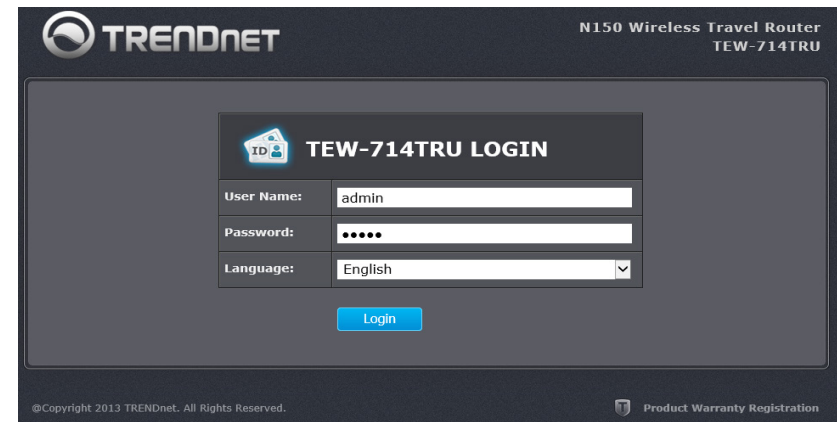 TRENDNET
N150 Wireless Travel Router
TEW-714TRU
ID
TEW-714TRU LOGIN
User Name: admin
Password: •••••
Language: English
Login
@Copyright 2013 TRENDnet. All Rights Reserved.
Product Warranty Registration